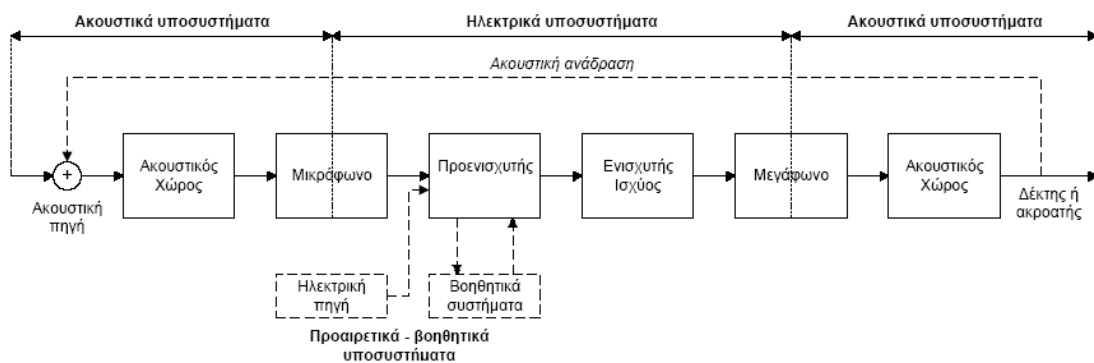 Ακουστικά υποσυστήματα
Ηλεκτρικά υποσυστήματα
Ακουστικά υποσυστήματα
Ακουστική ανάδραση
+
Ακουστική
πηγή
Ακουστικός
Χώρος
Μικρόφωνο
Προενισχυτής
Ενισχυτής
Ισχύος
Μεγάφωνο
Ακουστικός
Χώρος
Δέκτης ή
ακροατής
Ηλεκτρική
πηγή
Βοηθητικά
συστήματα
Προαιρετικά - βοηθητικά
υποσυστήματα